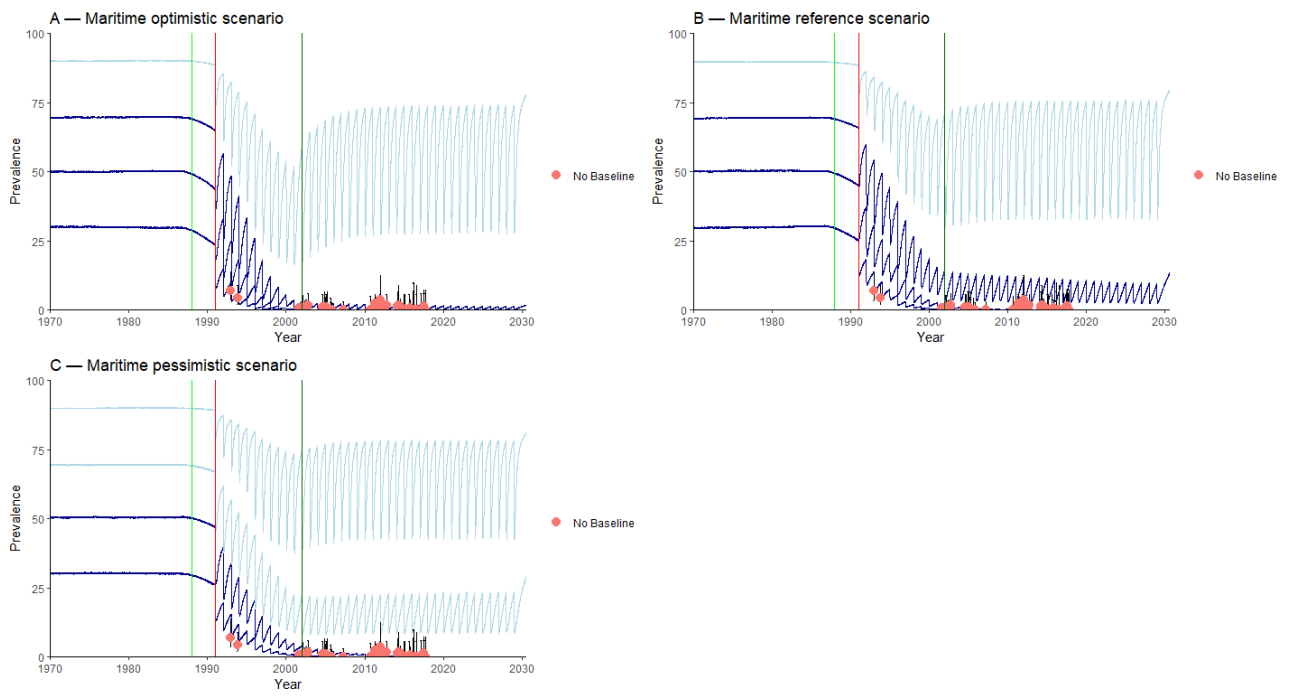 A — Maritime optimistic scenario
100
75
50
25
0
Prevalence
1970 1980 1990 2000 2010 2020 2030
Year
No Baseline
B — Maritime reference scenario
100
75
50
25
0
Prevalence
1970 1980 1990 2000 2010 2020 2030
Year
No Baseline
C — Maritime pessimistic scenario
100
75
50
25
0
Prevalence
1970 1980 1990 2000 2010 2020 2030
Year
No Baseline